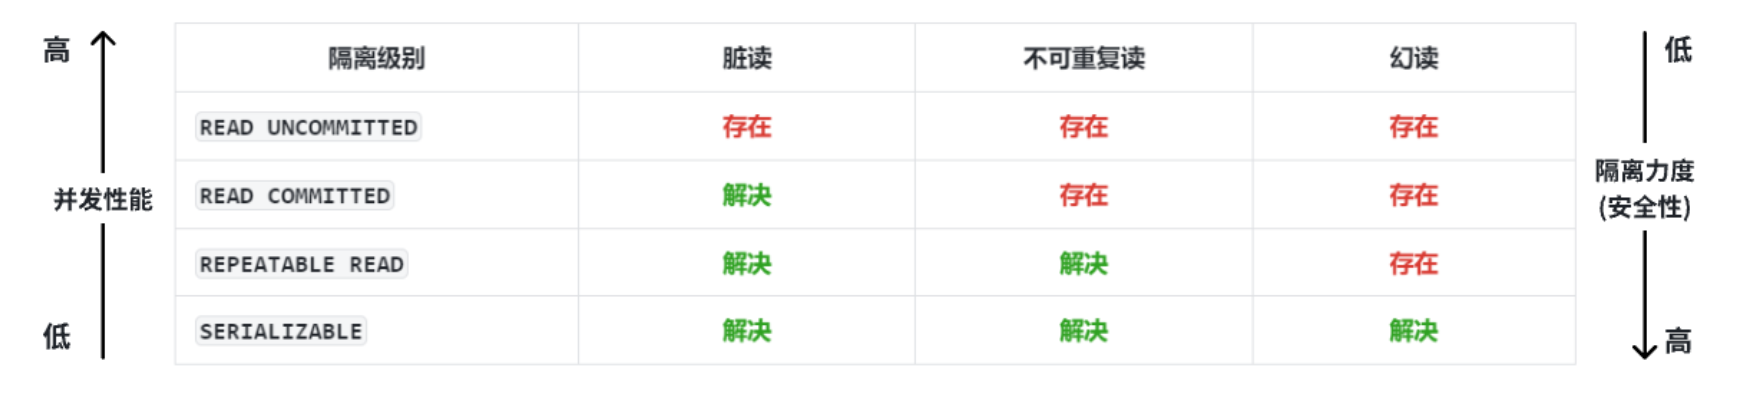 高
并发性能
低
隔离级别 脏读 不可重复读 幻读
READ UNCOMMITTED 存在 存在 存在
READ COMMITTED 解决 存在 存在
REPEATABLE READ 解决 解决 存在
SERIALIZABLE 解决 解决 解决
低
隔离力度
(安全性)
高